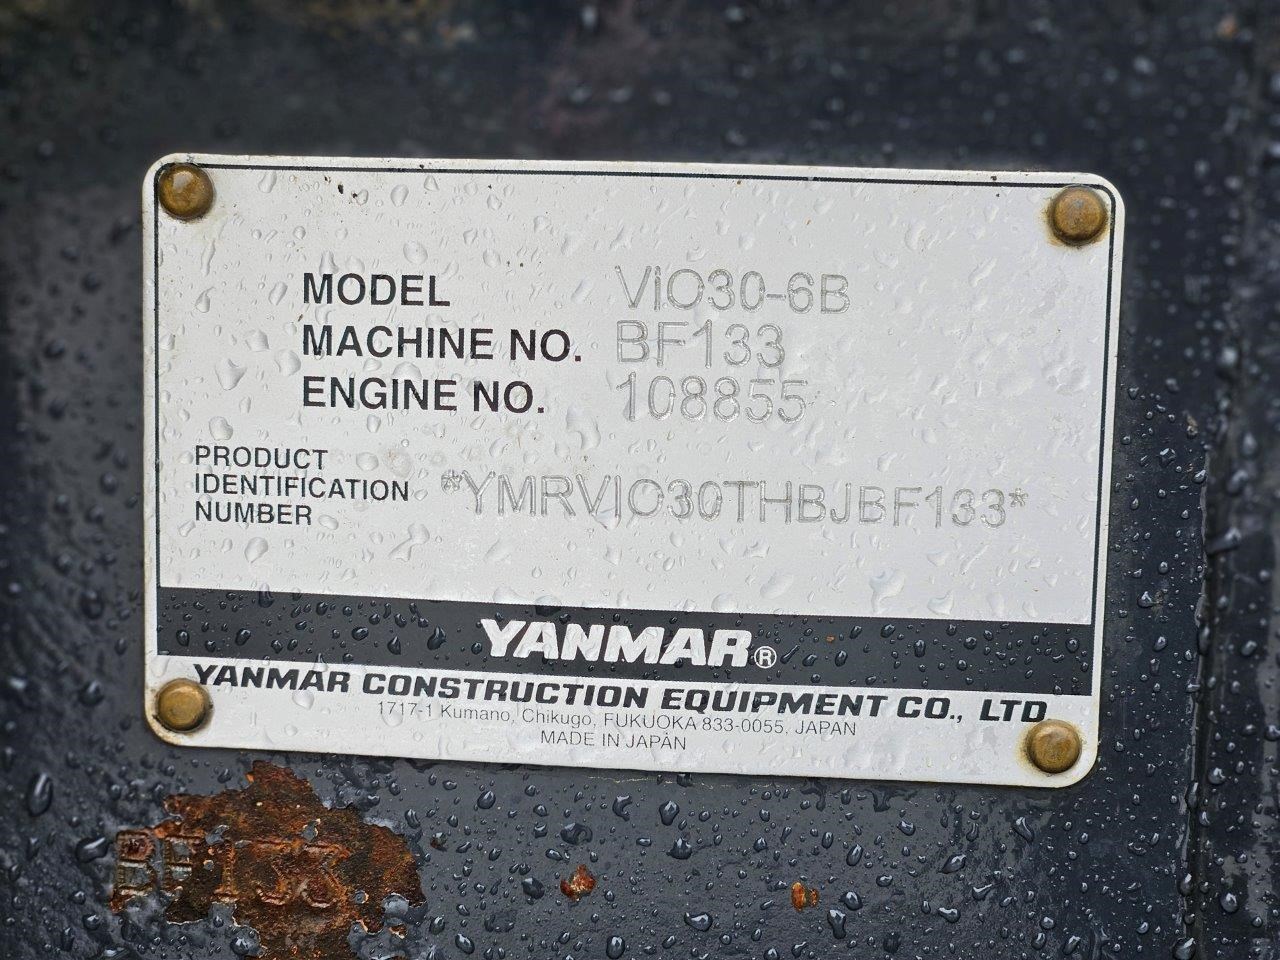 MODEL ViO30-6B
MACHINE NO. BF133
ENGINE NO. 108855
PRODUCT
IDENTIFICATION
NUMBER
*YMRVIO30THBJBF133*
YANMAR®
YANMAR CONSTRUCTION EQUIPMENT CO., LTD
1717-1 Kumano, Chikugo, FUKUOKA 833-0055, JAPAN
MADE IN JAPAN
BF133